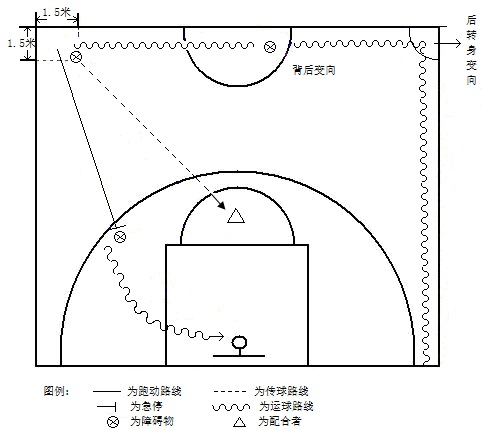 1.5米
1.5米
后转身变向
背后变向
图例：
为跑动路线
为传球路线
为急停
为运球路线
为障碍物
为配合者